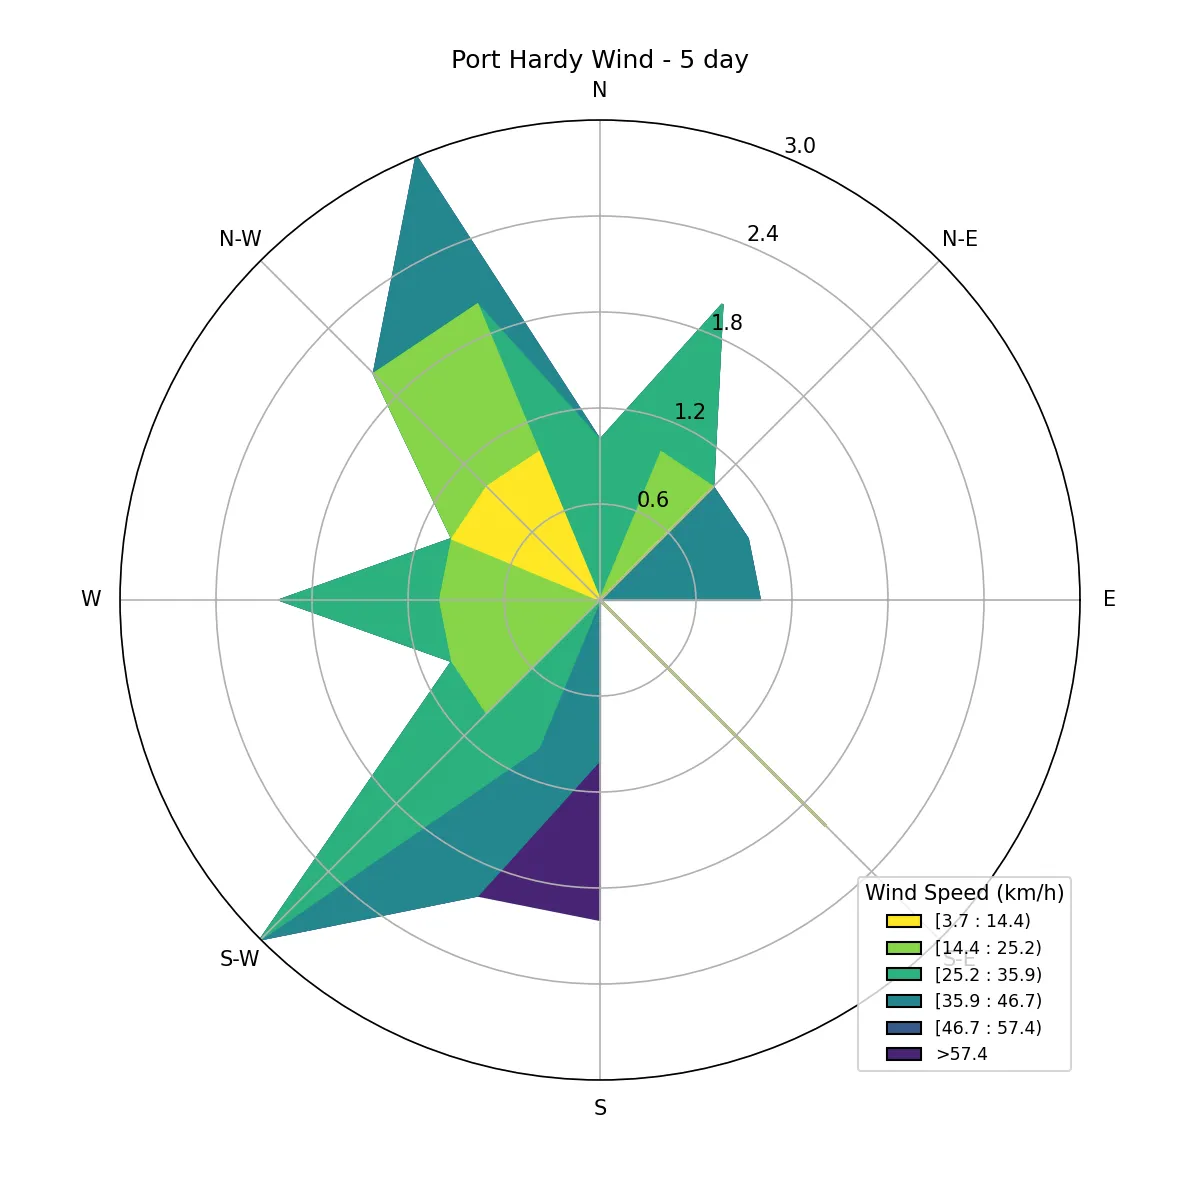 Port Hardy Wind - 5 day
N
3.0
N-W
2.4
N-E
1.8
1.2
0.6
W
E
S-W
S-E
S
Wind Speed (km/h)
[3.7 : 14.4)
[14.4 : 25.2)
[25.2 : 35.9)
[35.9 : 46.7)
[46.7 : 57.4)
>57.4